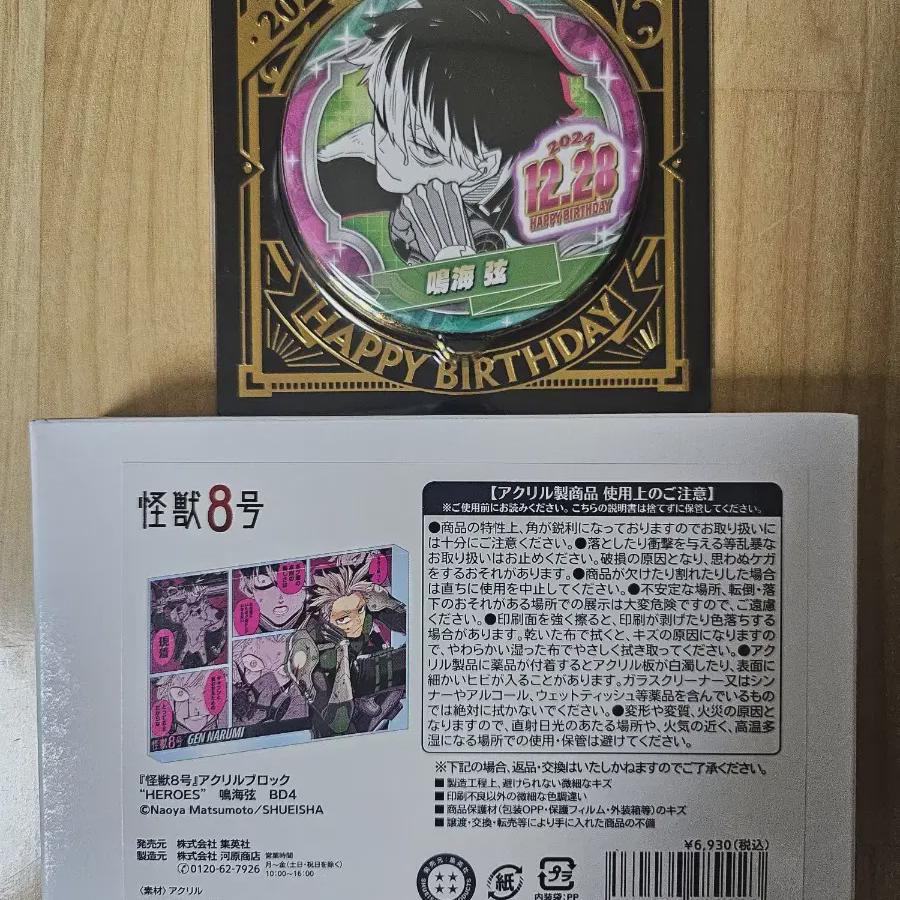 2024
12.28
HAPPY BIRTHDAY
鳴海 弦
HAPPY BIRTHDAY
怪獣8号
【アクリル製商品 使用上のご注意】
※ご使用前にお読みください。こちらの説明書は捨てずに保管してください。
●商品の特性上、角が鋭利になっておりますのでお取り扱いに
は十分にご注意ください。●落としたり衝撃を与える等乱暴な
お取り扱いはお止めください。破損の原因となり、思わぬケガ
をするおそれがあります。●商品が欠けたり割れたりした場合
は直ちに使用を中止してください。●不安定な場所、転倒・落
下のおそれがある場所での展示は大変危険ですので、ご遠慮
ください。●印刷面を強く擦ると、印刷が剥げたり色落ちする
場合があります。乾いた布で拭くと、キズの原因になりますの
で、やわらかい湿った布でやさしく拭き取ってください。●アク
リル製品に薬品が付着するとアクリル板が白濁したり、表面に
細かいヒビが入ることがあります。ガラスクリーナー又はシン
ナーやアルコール、ウェットティッシュ等薬品を含んでいるもの
では絶対に拭かないでください。●変形や変質、火災の原因と
なりますので、直射日光のあたる場所や、火気の近く、高温多
湿になる場所での使用・保管は避けてください。
現着
怪獣8号
GEN NARUMI
『怪獣8号』アクリルブロック
“HEROES” 鳴海弦 BD4
©Naoya Matsumoto/SHUEISHA
※下記の場合、返品・交換はいたしかねますのでご了承ください。
■製造工程上、避けられない微細なキズ
■印刷不良以外の微細な色調違い
■商品保護材(包装OPP・保護フィルム・外装箱等)のキズ
■譲渡・交換・転売等により手に入れた商品の不備
発売元 株式会社 集英社
製造元 株式会社 河原商店
0120-62-7926
営業時間
月～金(土日・祝日を除く)
10:00～16:00
〈素材〉アクリル
紙
プラ
内装袋:PP
¥6,930(税込)